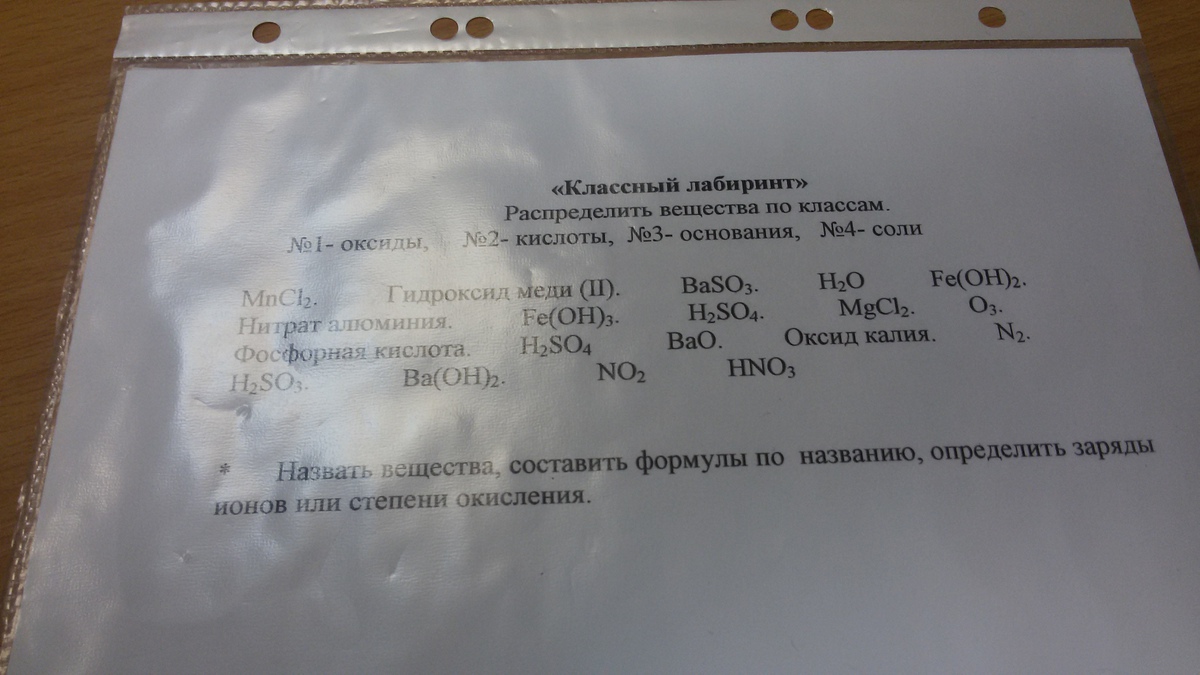 «Классный лабиринт»
Распределить вещества по классам.
№1- оксиды, №2- кислоты, №3- основания, №4- соли
MnCl₂. Гидроксид меди (II). BaSO₃. H₂O Fe(OH)₂.
Нитрат алюминия. Fe(OH)₃. H₂SO₄. MgCl₂. O₃.
Фосфорная кислота. H₂SO₄ BaO. Оксид калия. N₂.
H₂SO₃. Ba(OH)₂. NO₂ HNO₃
* Назвать вещества, составить формулы по названию, определить заряды
ионов или степени окисления.